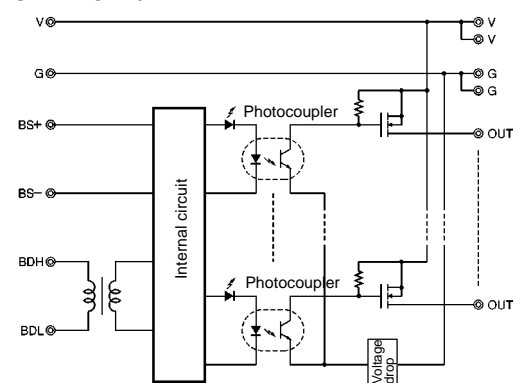 V
V
V
G
G
G
BS+
Photocoupler
OUT
BS−
Internal circuit
BDH
Photocoupler
OUT
BDL
Voltage drop